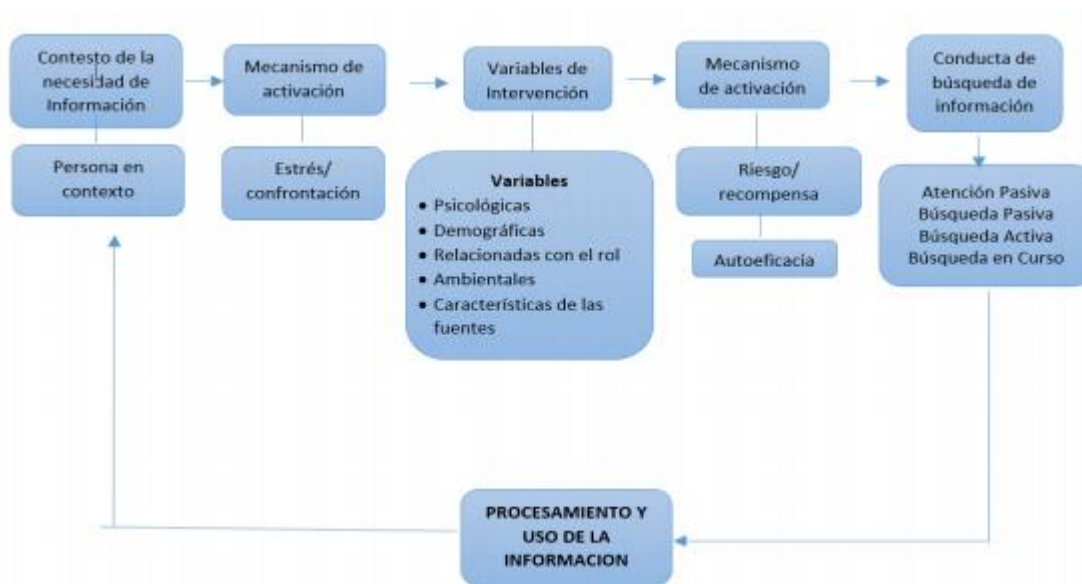 Contesto de la
necesidad de
Información
Persona en
contexto
Mecanismo de
activación
Estrés/
confrontación
Variables de
Intervención
Variables
• Psicológicas
• Demográficas
• Relacionadas con el rol
• Ambientales
• Características de las
fuentes
Mecanismo
de activación
Riesgo/
recompensa
Autoeficacia
Conducta de
búsqueda de
información
Atención Pasiva
Búsqueda Pasiva
Búsqueda Activa
Búsqueda en Curso
PROCESAMIENTO Y
USO DE LA
INFORMACION